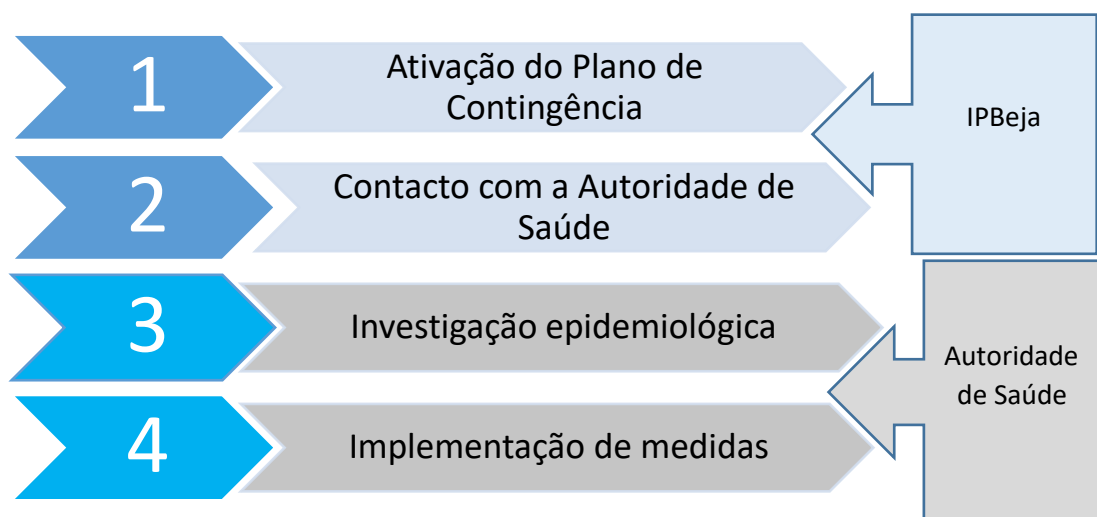 1
Ativação do Plano de
Contingência
2
Contacto com a Autoridade de
Saúde
IPBeja
3
Investigação epidemiológica
4
Implementação de medidas
Autoridade
de Saúde